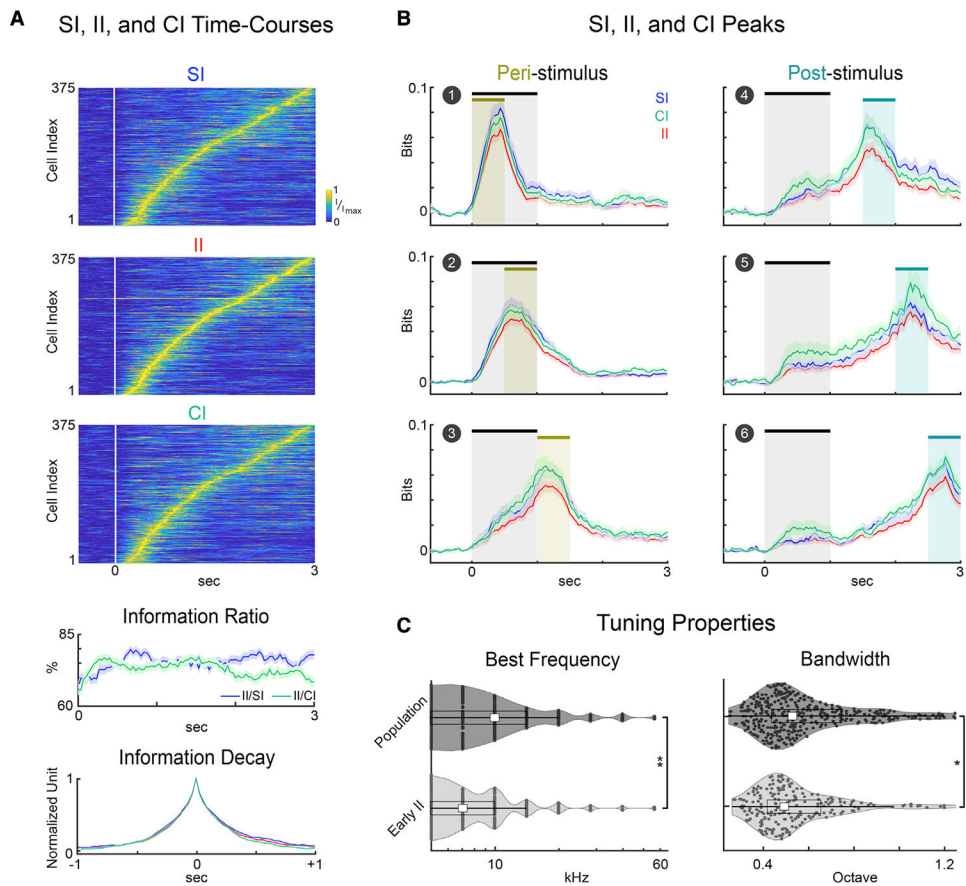 A
SI, II, and CI Time-Courses
SI
375
Cell Index
1
1
I/Imax
0
II
375
Cell Index
1
CI
375
Cell Index
1
0
3
sec
Information Ratio
85
%
60
II/SI
II/CI
0
3
sec
Information Decay
1
Normalized Unit
0
-1
0
+1
sec
B
SI, II, and CI Peaks
Peri-stimulus
Post-stimulus
0.1
1
SI
CI
II
Bits
0
4
0.1
2
Bits
0
5
0.1
3
Bits
0
0
3
sec
6
0
3
sec
C
Tuning Properties
Best Frequency
Bandwidth
Population
Early II
**
*
10
60
kHz
0.4
1.2
Octave